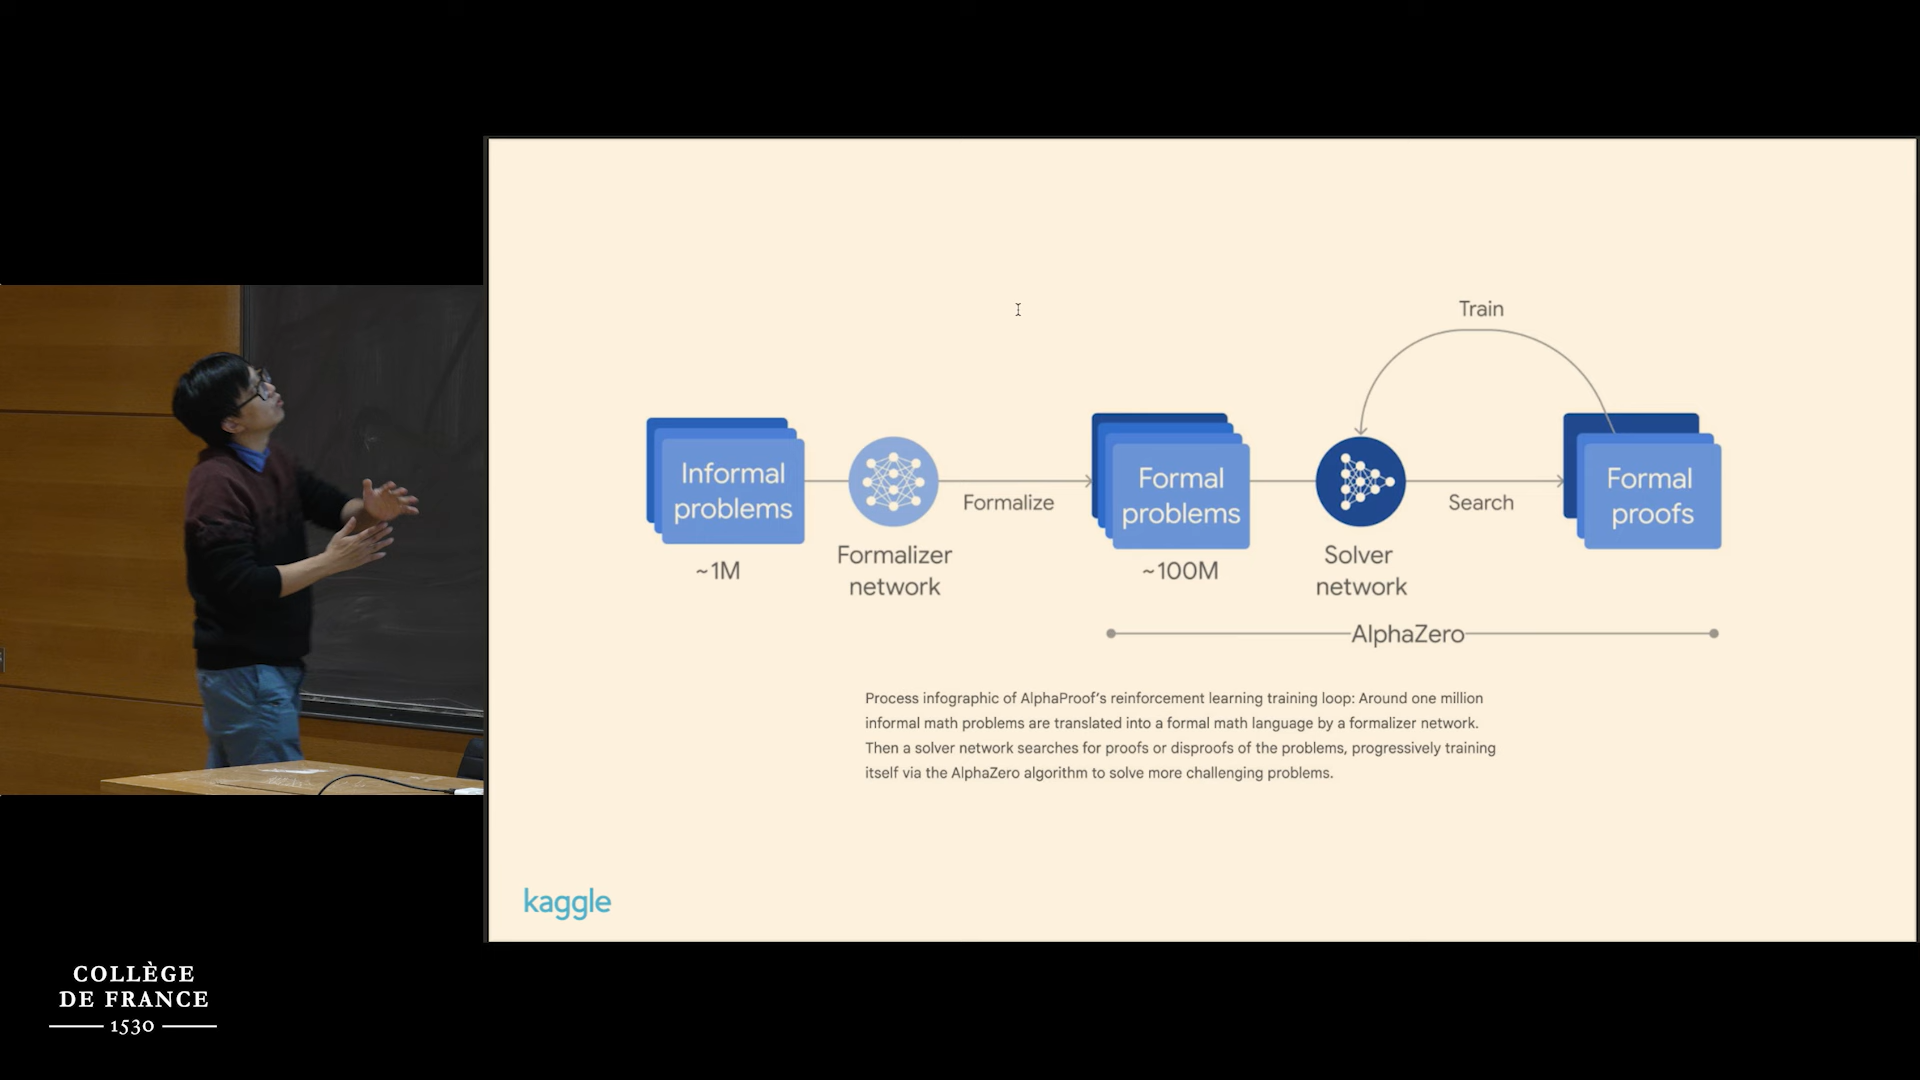 Train
Informal
problems
~1M
Formalizer
network
Formalize
Formal
problems
~100M
Solver
network
Search
Formal
proofs
AlphaZero
Process infographic of AlphaProof's reinforcement learning training loop: Around one million
informal math problems are translated into a formal math language by a formalizer network.
Then a solver network searches for proofs or disproofs of the problems, progressively training
itself via the AlphaZero algorithm to solve more challenging problems.
kaggle
COLLÈGE
DE FRANCE
1530